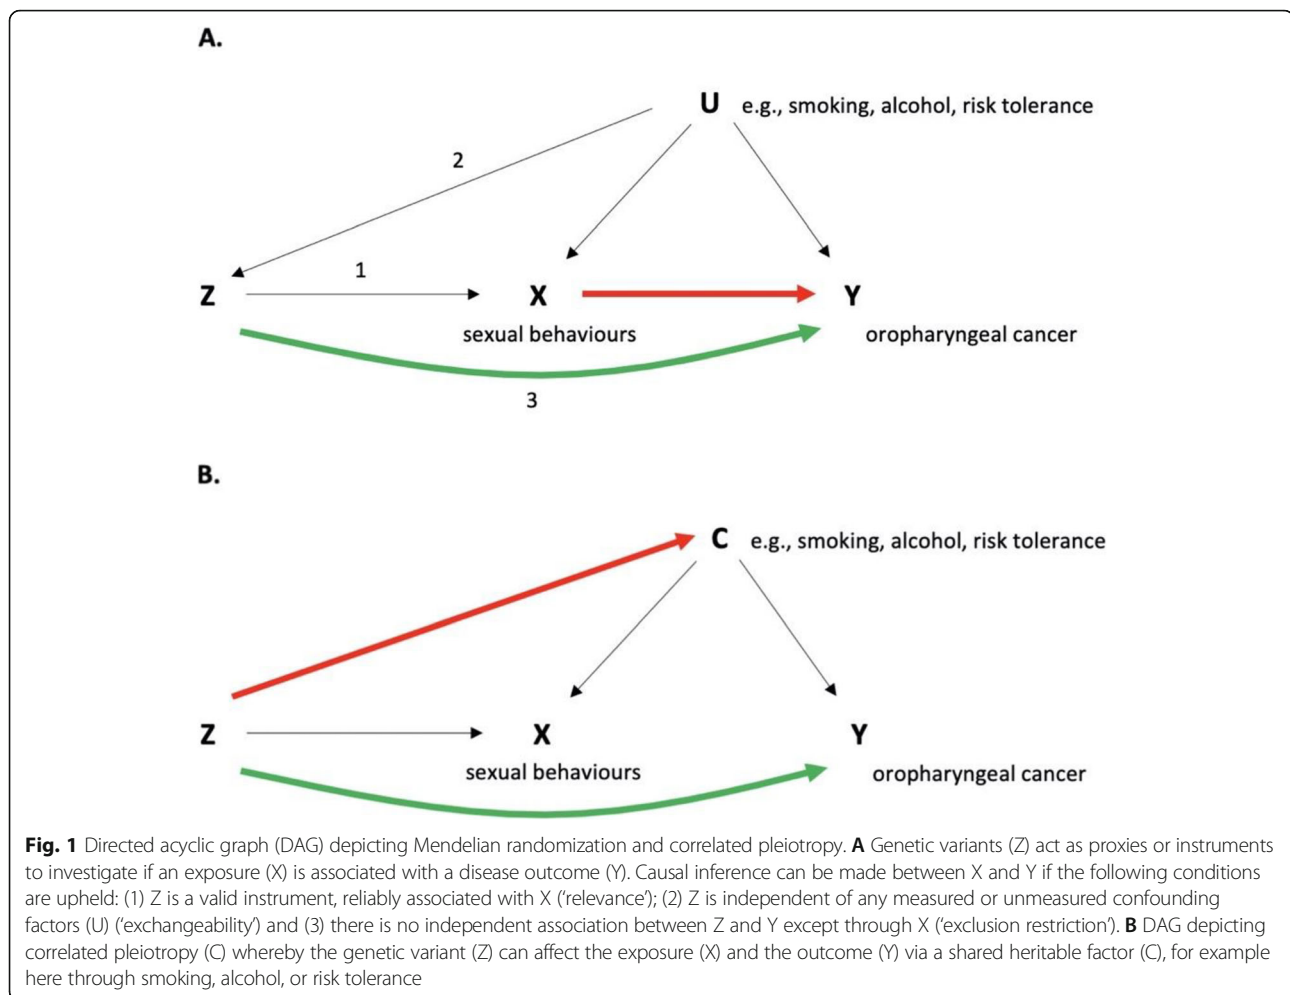 A.
U e.g., smoking, alcohol, risk tolerance
2
1
Z X Y
sexual behaviours oropharyngeal cancer
3
B.
C e.g., smoking, alcohol, risk tolerance
Z X Y
sexual behaviours oropharyngeal cancer
Fig. 1 Directed acyclic graph (DAG) depicting Mendelian randomization and correlated pleiotropy. A Genetic variants (Z) act as proxies or instruments
to investigate if an exposure (X) is associated with a disease outcome (Y). Causal inference can be made between X and Y if the following conditions
are upheld: (1) Z is a valid instrument, reliably associated with X (‘relevance’); (2) Z is independent of any measured or unmeasured confounding
factors (U) (‘exchangeability’) and (3) there is no independent association between Z and Y except through X (‘exclusion restriction’). B DAG depicting
correlated pleiotropy (C) whereby the genetic variant (Z) can affect the exposure (X) and the outcome (Y) via a shared heritable factor (C), for example
here through smoking, alcohol, or risk tolerance